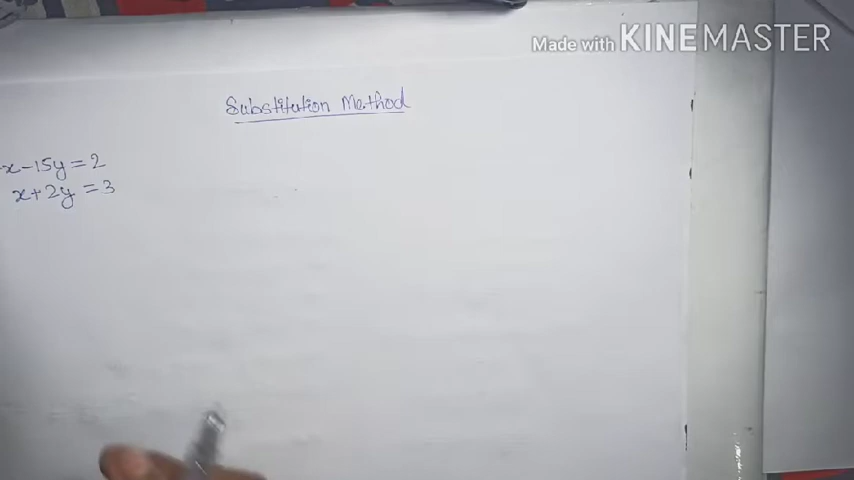 Made with KINEMASTER
Substitution Method
x-15y=2
x+2y=3